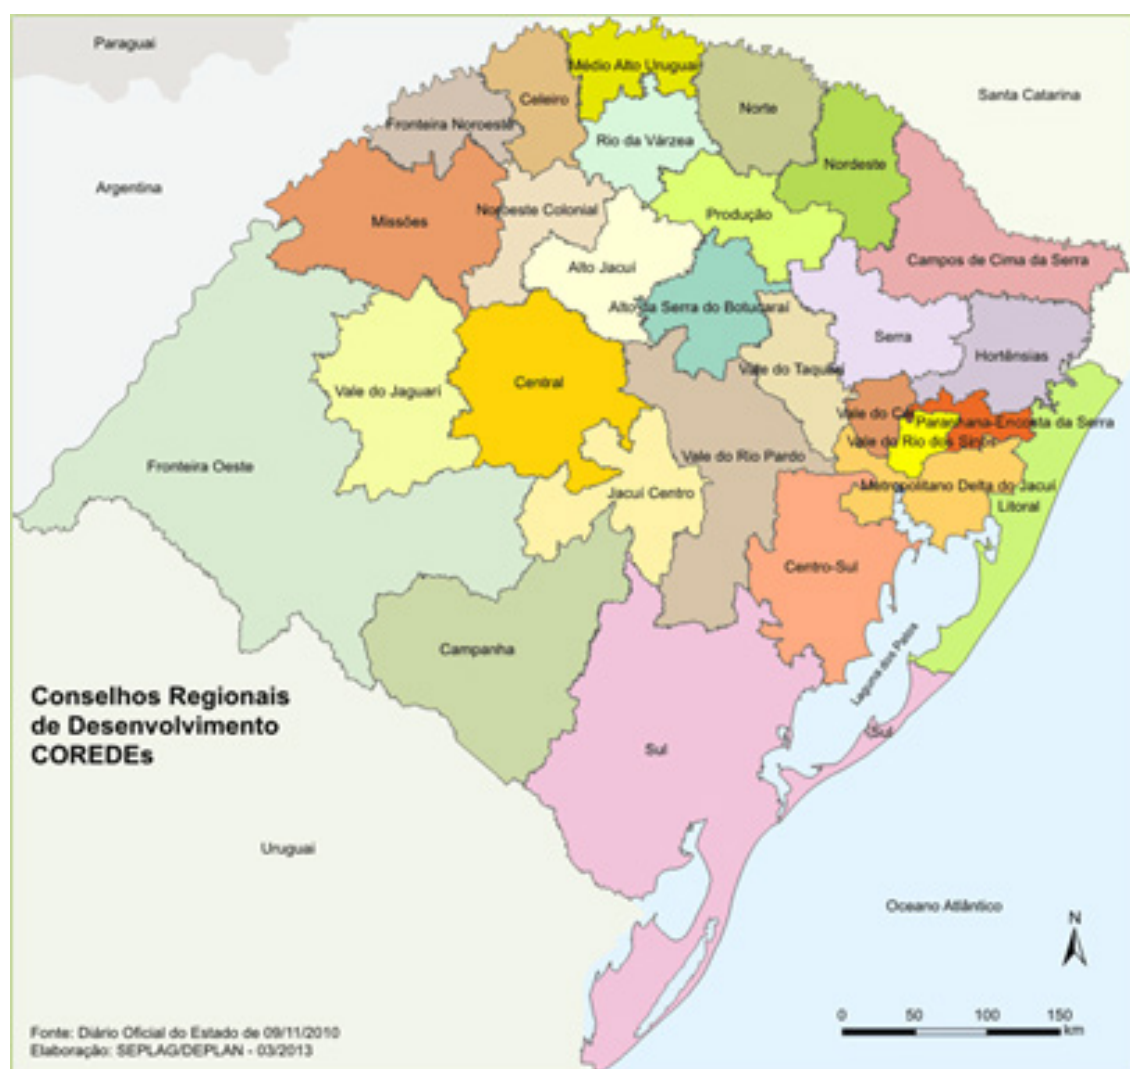 Paraguai
Médio Alto Uruguai
Santa Catarina
Celeiro
Norte
Fronteira Noroeste
Rio da Várzea
Nordeste
Argentina
Missões
Noroeste Colonial
Produção
Campos de Cima da Serra
Alto Jacuí
Alto da Serra do Botucaraí
Serra
Hortênsias
Central
Vale do Taquari
Vale do Jaguari
Vale do Caí
Paranhana-Encosta da Serra
Vale do Rio dos Sinos
Vale do Rio Pardo
Fronteira Oeste
Metropolitano Delta do Jacuí
Jacuí Centro
Litoral
Centro-Sul
Campanha
Laguna dos Patos
Conselhos Regionais
de Desenvolvimento
COREDEs
Sul
Sul
Uruguai
Oceano Atlântico
N
0 50 100 150
km
Fonte: Diário Oficial do Estado de 09/11/2010
Elaboração: SEPLAG/DEPLAN - 03/2013